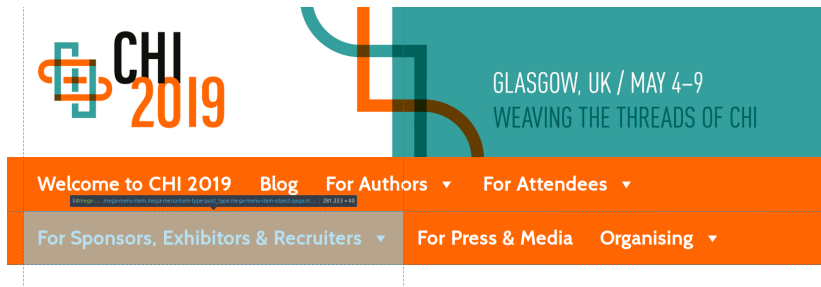 CHI
2019
GLASGOW, UK / MAY 4–9
WEAVING THE THREADS OF CHI
Welcome to CHI 2019 Blog For Authors For Attendees
For Sponsors, Exhibitors & Recruiters For Press & Media Organising